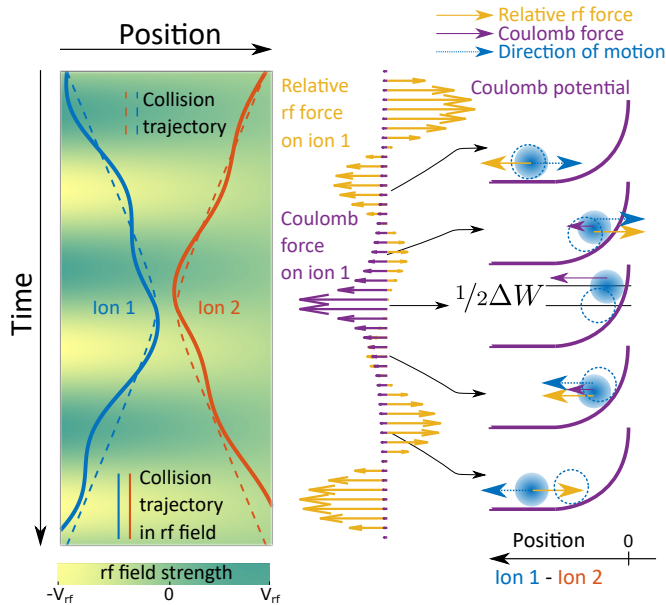 Position
Relative rf force
Coulomb force
Direction of motion
Time
Collision
trajectory
Relative
rf force
on ion 1
Coulomb potential
Coulomb
force
on ion 1
Ion 1
Ion 2
1/2ΔW
Collision
trajectory
in rf field
Position
0
Ion 1 - Ion 2
rf field strength
-Vrf
0
Vrf